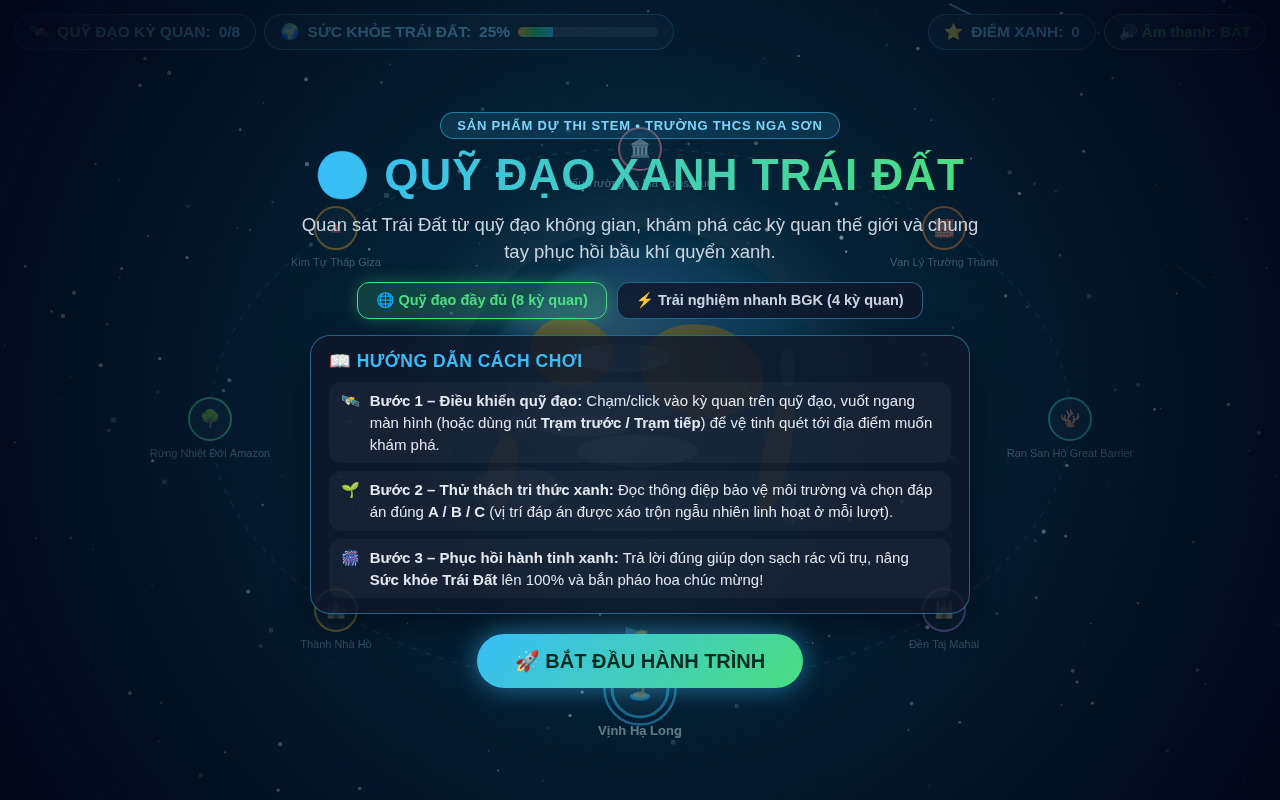 QUỸ ĐẠO KỲ QUAN: 0/8
SỨC KHỎE TRÁI ĐẤT: 25%
ĐIỂM XANH: 0
Âm thanh: BẬT
SẢN PHẨM DỰ THI STEM • TRƯỜNG THCS NGA SƠN
QUỸ ĐẠO XANH TRÁI ĐẤT
Quan sát Trái Đất từ quỹ đạo không gian, khám phá các kỳ quan thế giới và chung
tay phục hồi bầu khí quyển xanh.
Kim Tự Tháp Giza
Vạn Lý Trường Thành
Quỹ đạo đầy đủ (8 kỳ quan)
Trải nghiệm nhanh BGK (4 kỳ quan)
HƯỚNG DẪN CÁCH CHƠI
Bước 1 – Điều khiển quỹ đạo: Chạm/click vào kỳ quan trên quỹ đạo, vuốt ngang
màn hình (hoặc dùng nút Trạm trước / Trạm tiếp) để vệ tinh quét tới địa điểm muốn
khám phá.
Rừng Nhiệt Đới Amazon
Rạn San Hô Great Barrier
Bước 2 – Thử thách tri thức xanh: Đọc thông điệp bảo vệ môi trường và chọn đáp
án đúng A / B / C (vị trí đáp án được xáo trộn ngẫu nhiên linh hoạt ở mỗi lượt).
Bước 3 – Phục hồi hành tinh xanh: Trả lời đúng giúp dọn sạch rác vũ trụ, nâng
Sức khỏe Trái Đất lên 100% và bắn pháo hoa chúc mừng!
Thành Nhà Hồ
Đền Taj Mahal
BẮT ĐẦU HÀNH TRÌNH
Vịnh Hạ Long